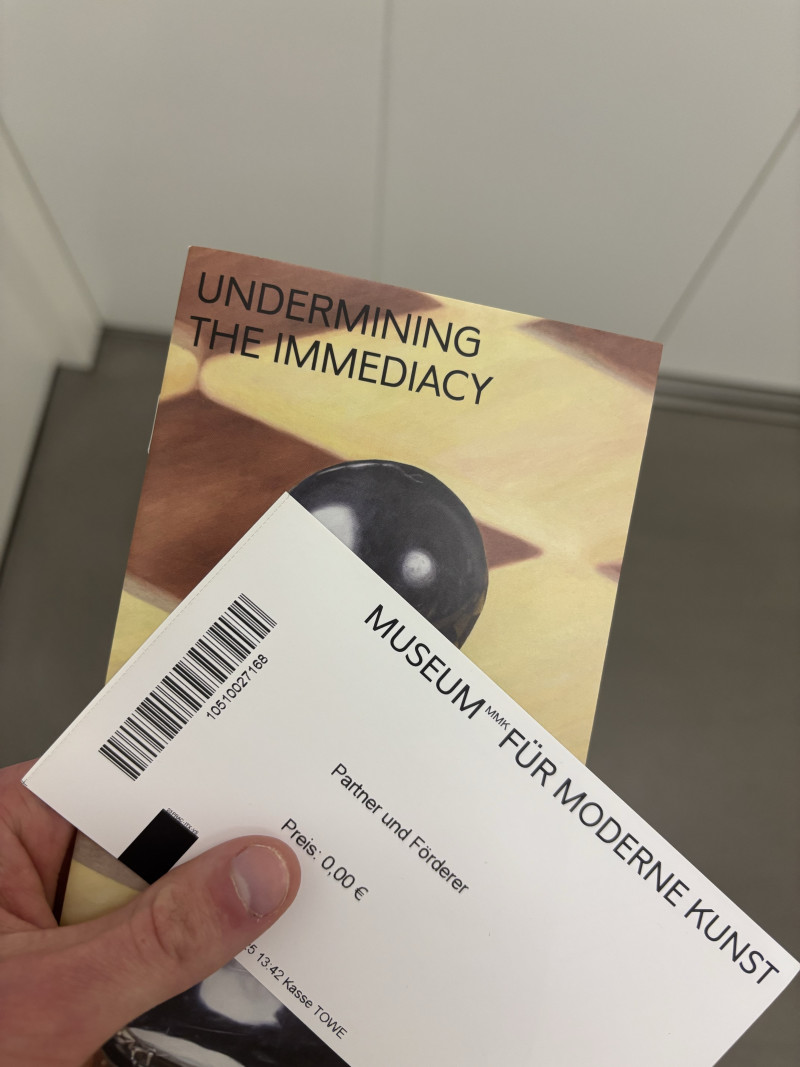 UNDERMINING
THE IMMEDIACY
MUSEUM MMK FÜR MODERNE KUNST
10510027168
Partner und Förderer
Preis: 0,00 €
13:42 Kasse TOWE